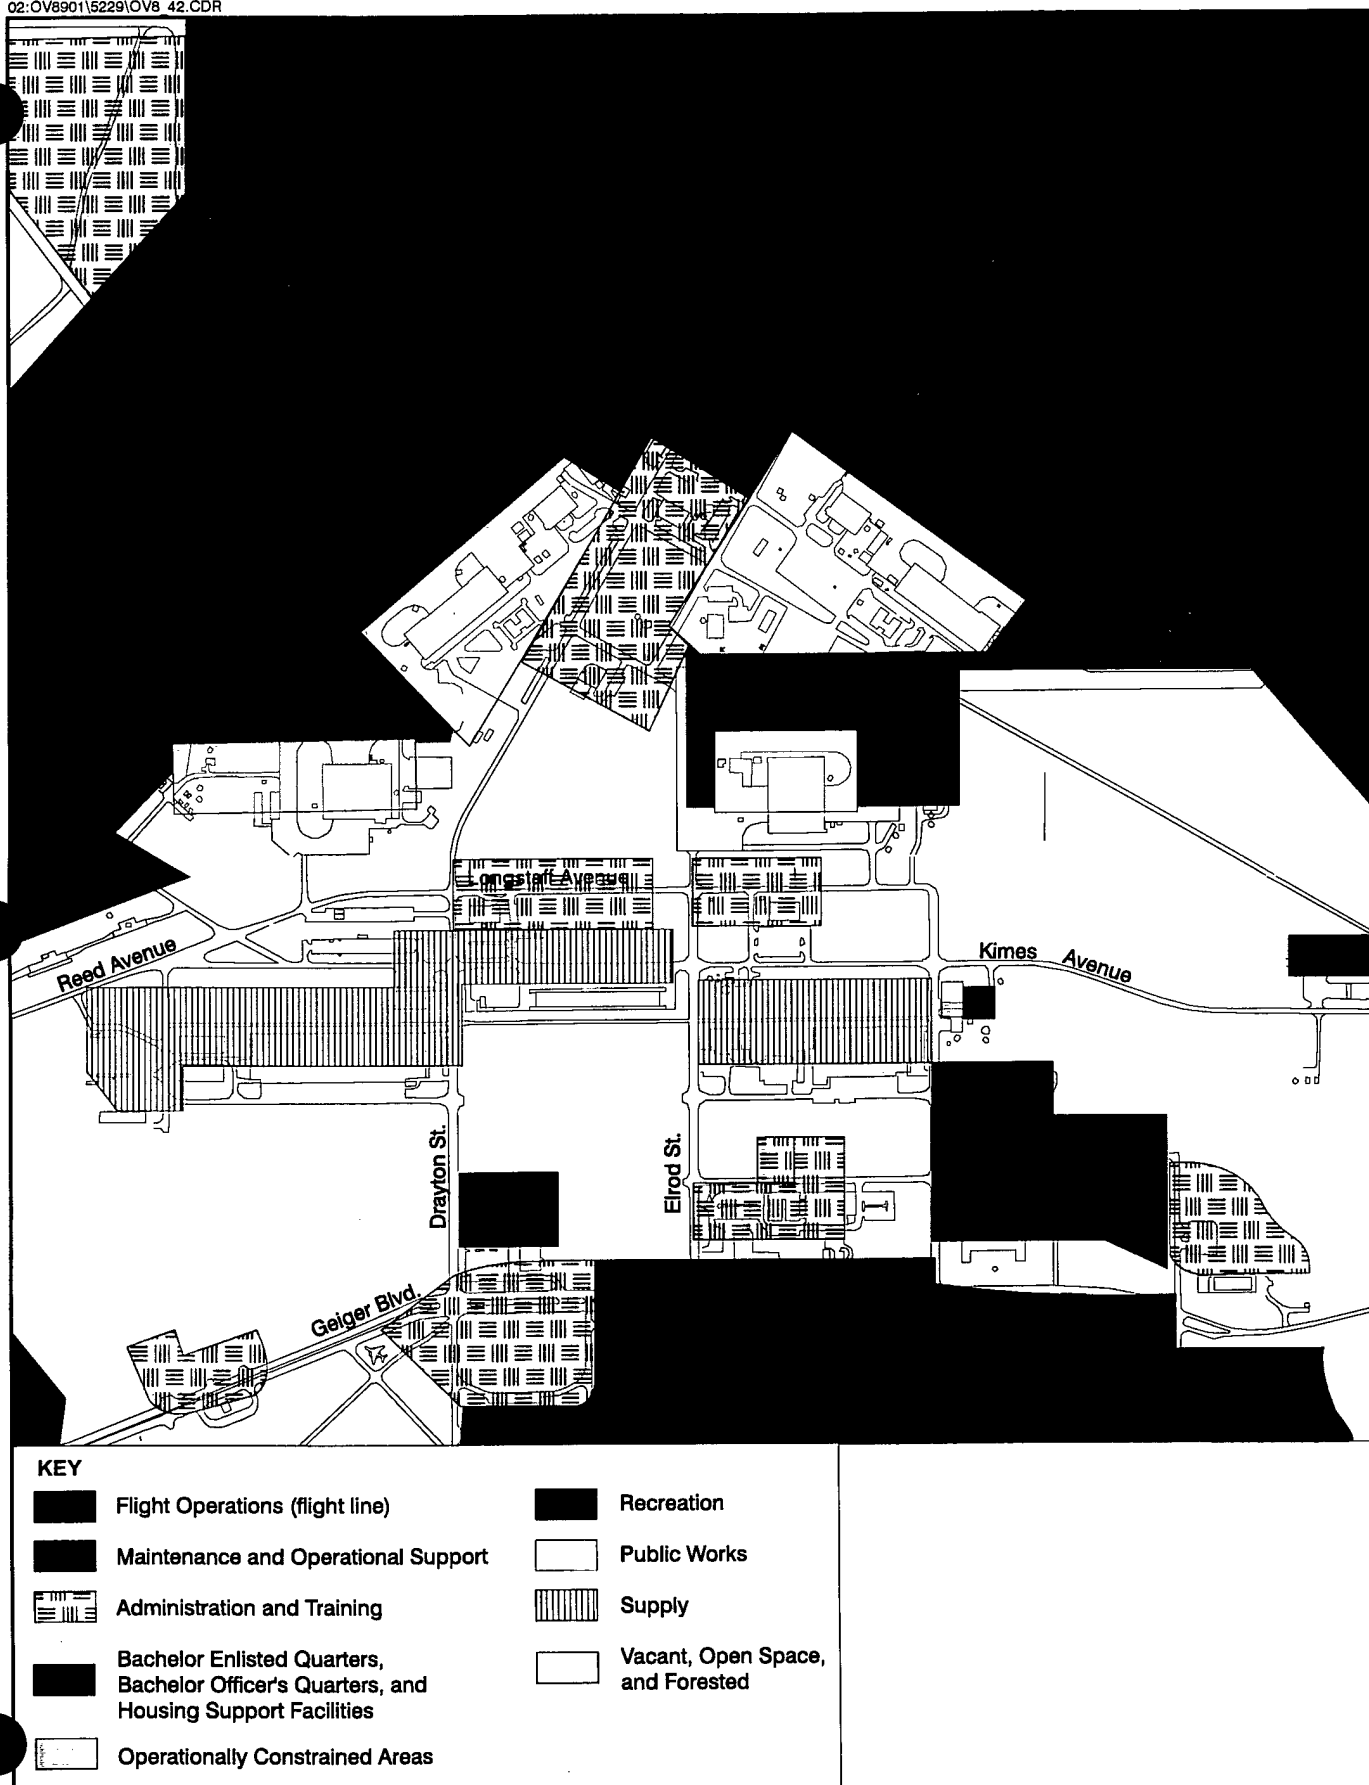 02:OV8901\5229\OV8_42.CDR
Longstaff Avenue
Reed Avenue
Kimes Avenue
Drayton St.
Elrod St.
Geiger Blvd.
KEY
Flight Operations (flight line)
Maintenance and Operational Support
Administration and Training
Bachelor Enlisted Quarters,
Bachelor Officer's Quarters, and
Housing Support Facilities
Operationally Constrained Areas
Recreation
Public Works
Supply
Vacant, Open Space,
and Forested